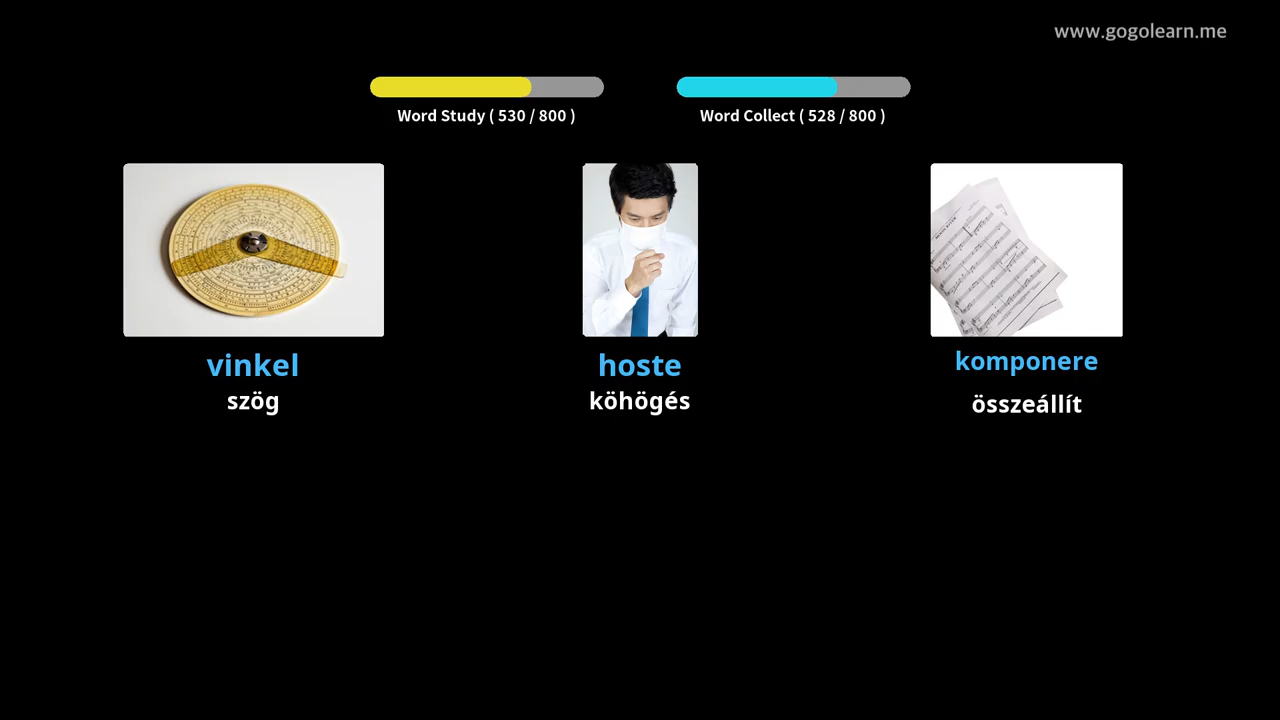 www.gogolearn.me
Word Study ( 530 / 800 )
Word Collect ( 528 / 800 )
vinkel
szög
hoste
köhögés
komponere
összeállít